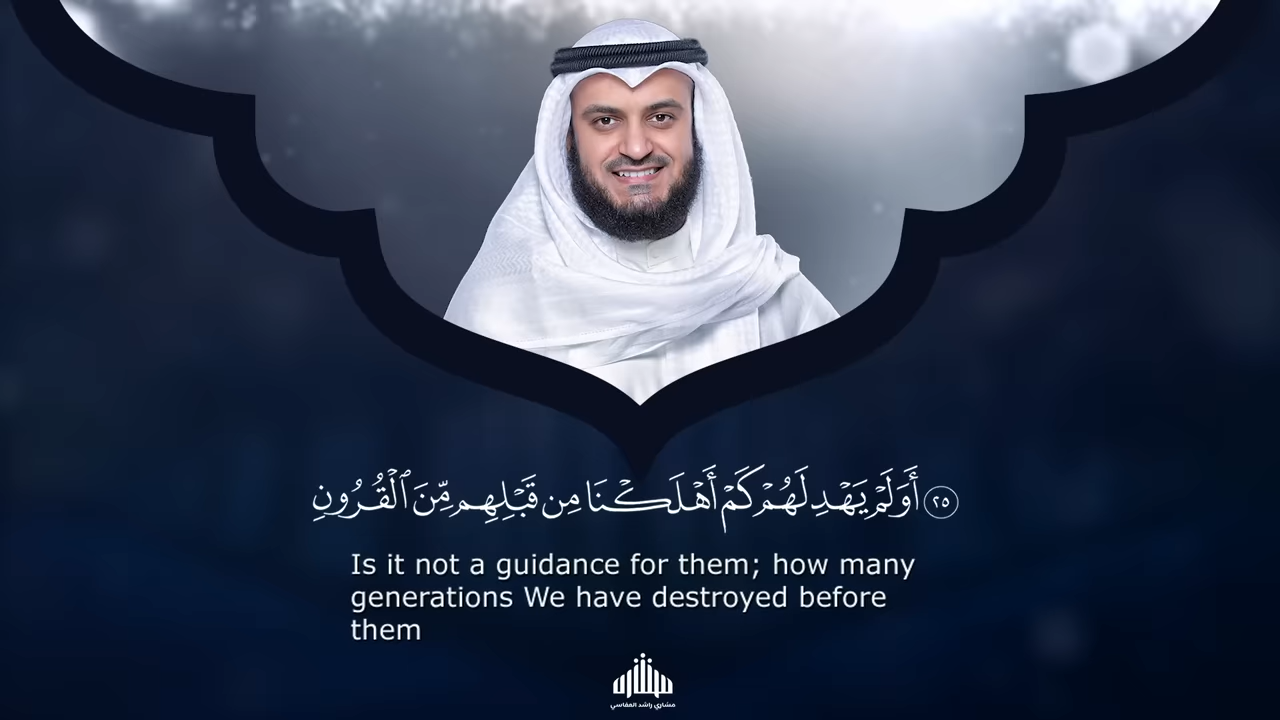 ٢٥ أَوَلَمْ يَهْدِ لَهُمْ كَمْ أَهْلَكْنَا مِن قَبْلِهِم مِّنَ ٱلْقُرُونِ
Is it not a guidance for them; how many
generations We have destroyed before
them
مشاري راشد العفاسي